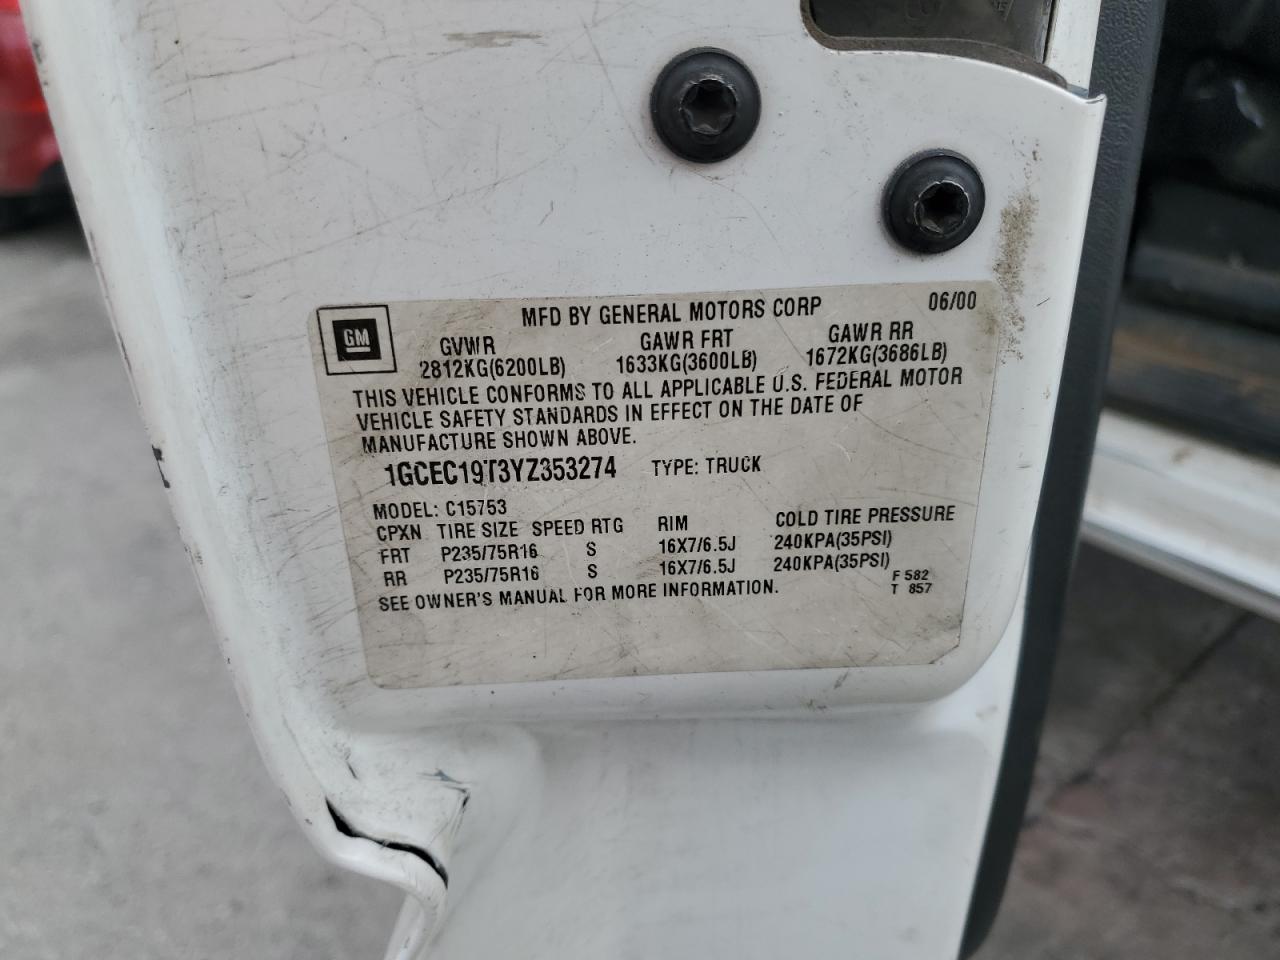 MFD BY GENERAL MOTORS CORP 06/00
GM
GVWR GAWR FRT GAWR RR
2812KG(6200LB) 1633KG(3600LB) 1672KG(3686LB)
THIS VEHICLE CONFORMS TO ALL APPLICABLE U.S. FEDERAL MOTOR
VEHICLE SAFETY STANDARDS IN EFFECT ON THE DATE OF
MANUFACTURE SHOWN ABOVE.
1GCEC19T3YZ353274 TYPE: TRUCK
MODEL: C15753
CPXN TIRE SIZE SPEED RTG RIM COLD TIRE PRESSURE
FRT P235/75R16 S 16X7/6.5J 240KPA(35PSI)
RR P235/75R16 S 16X7/6.5J 240KPA(35PSI)
SEE OWNER'S MANUAL FOR MORE INFORMATION.
F 582
T 857